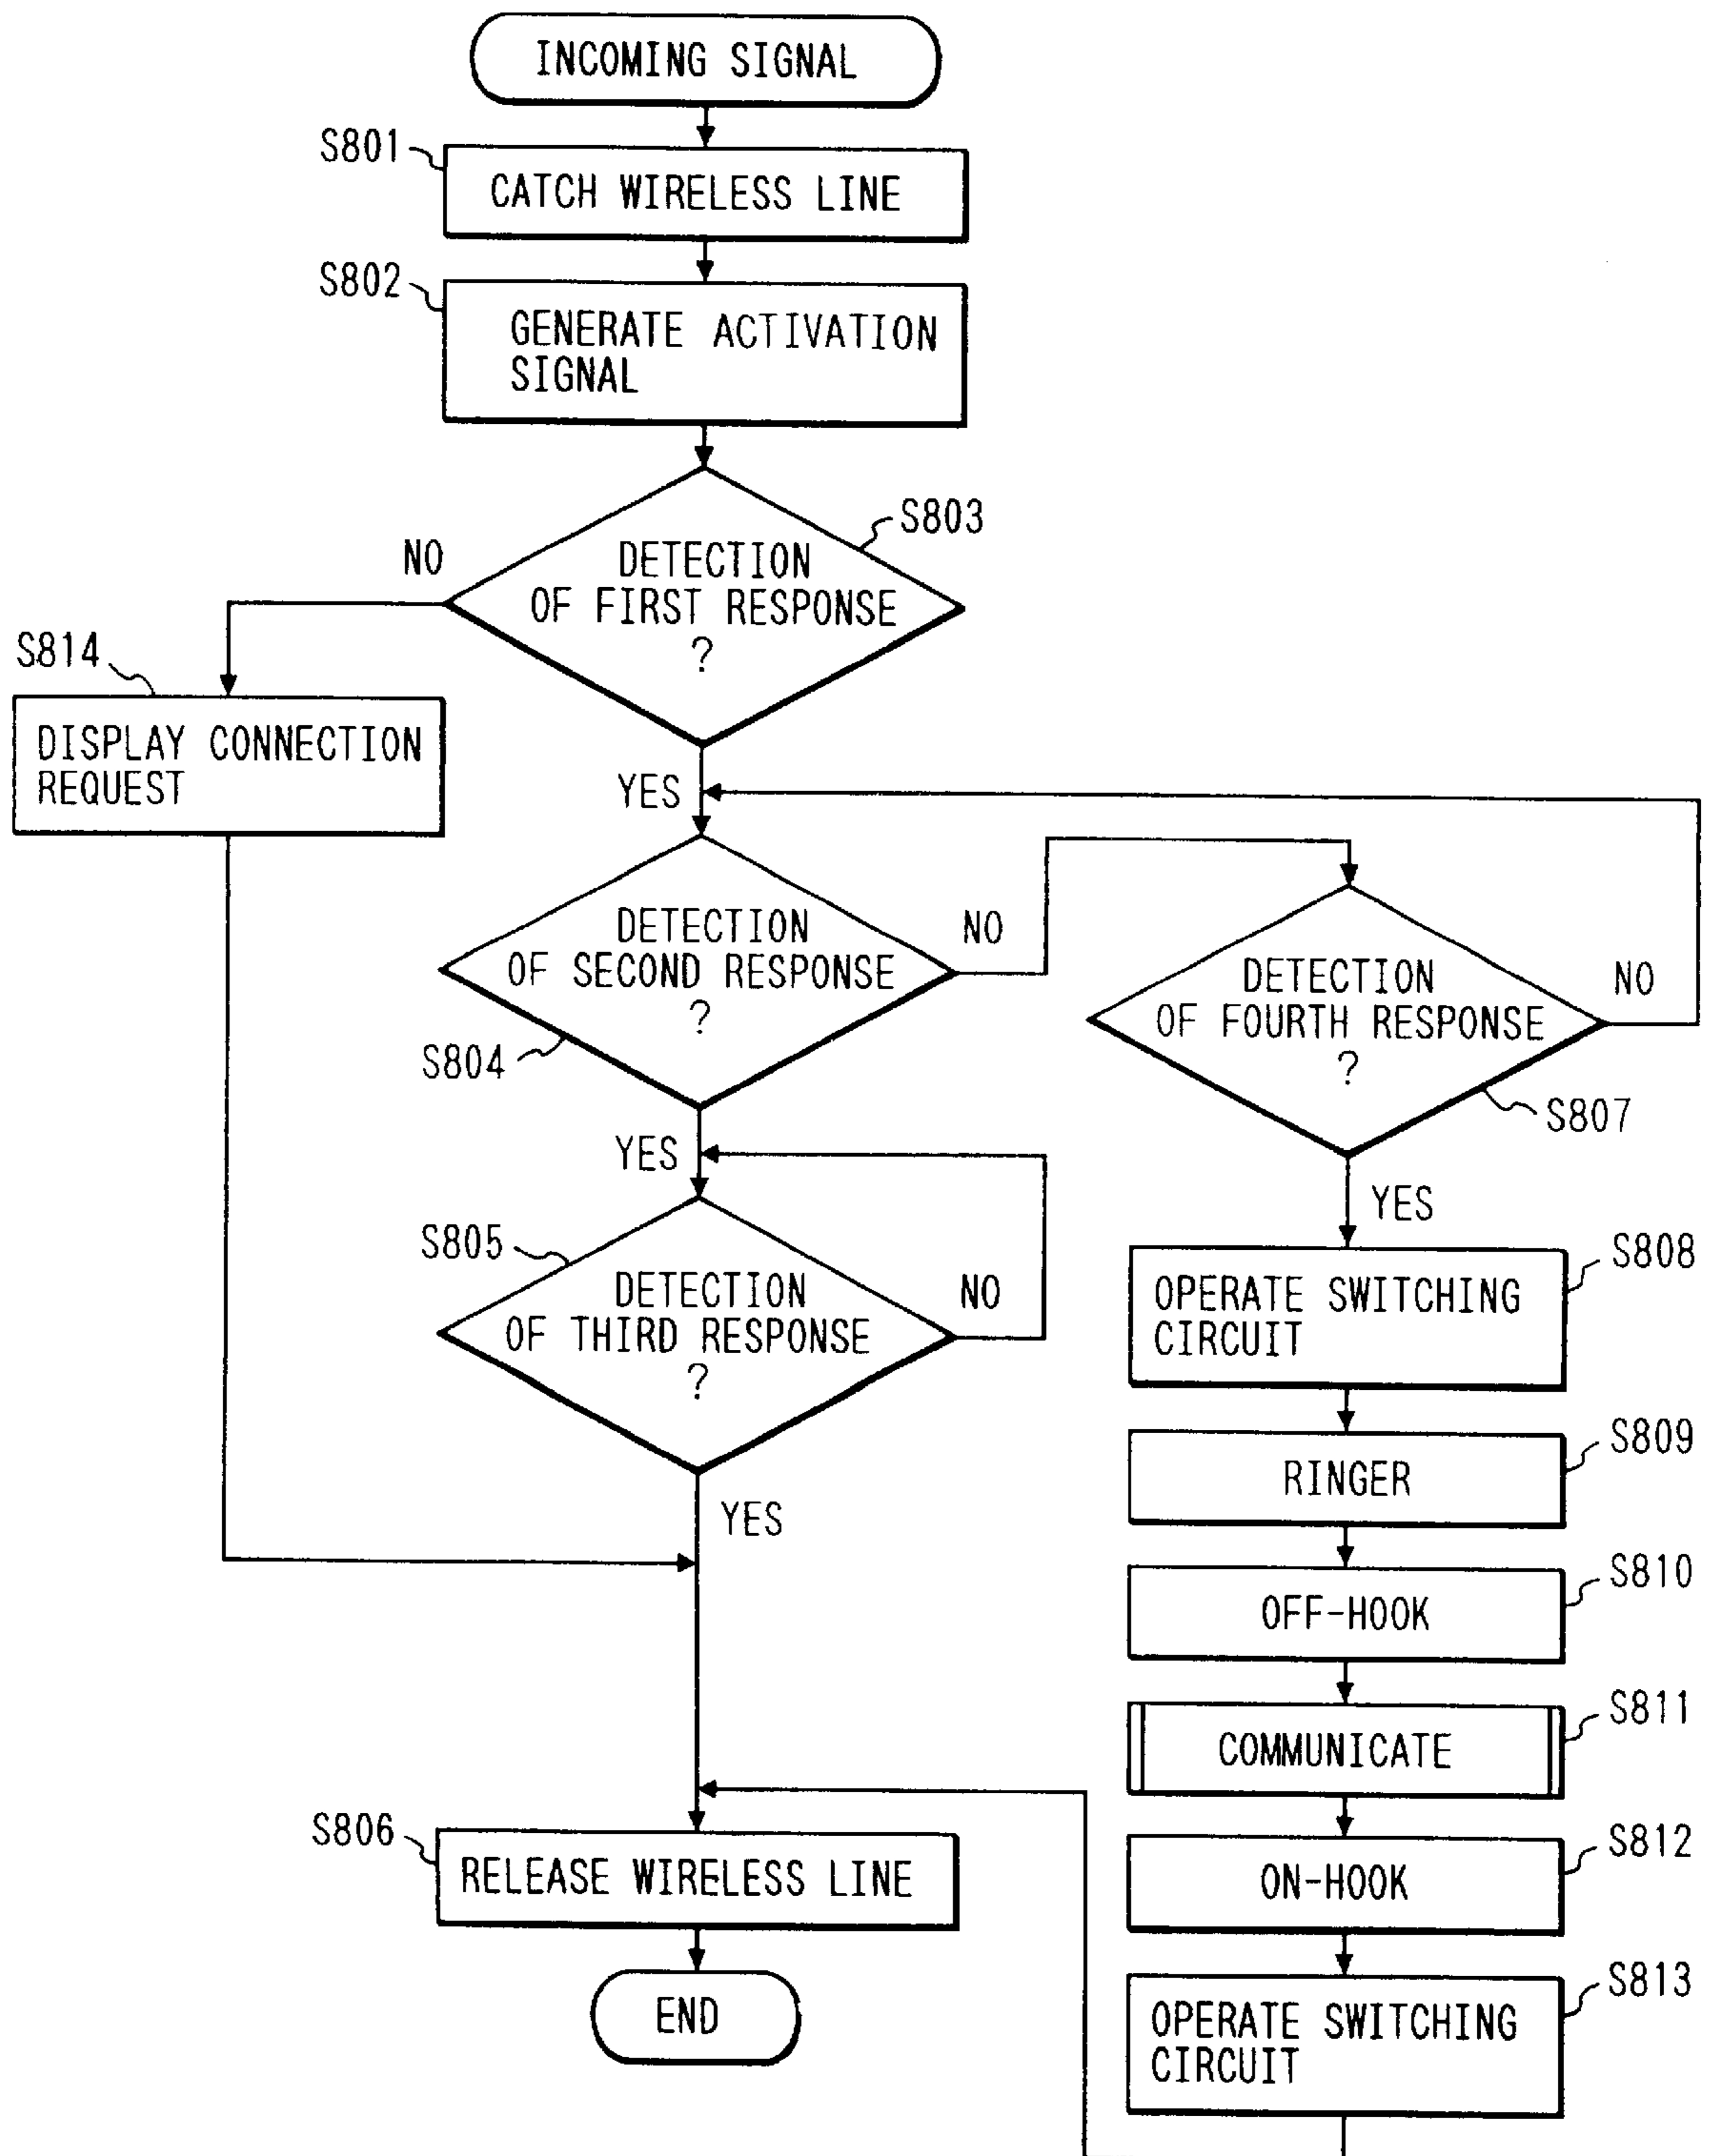 INCOMING SIGNAL
S801
CATCH WIRELESS LINE
S802
GENERATE ACTIVATION
SIGNAL
S803
NO
DETECTION
OF FIRST RESPONSE
?
S814
DISPLAY CONNECTION
REQUEST
YES
DETECTION
OF SECOND RESPONSE
?
NO
S804
DETECTION
OF FOURTH RESPONSE
?
NO
S807
YES
YES
S805
DETECTION
OF THIRD RESPONSE
?
NO
YES
S808
OPERATE SWITCHING
CIRCUIT
S809
RINGER
S810
OFF-HOOK
S811
COMMUNICATE
S812
ON-HOOK
S813
OPERATE SWITCHING
CIRCUIT
S806
RELEASE WIRELESS LINE
END